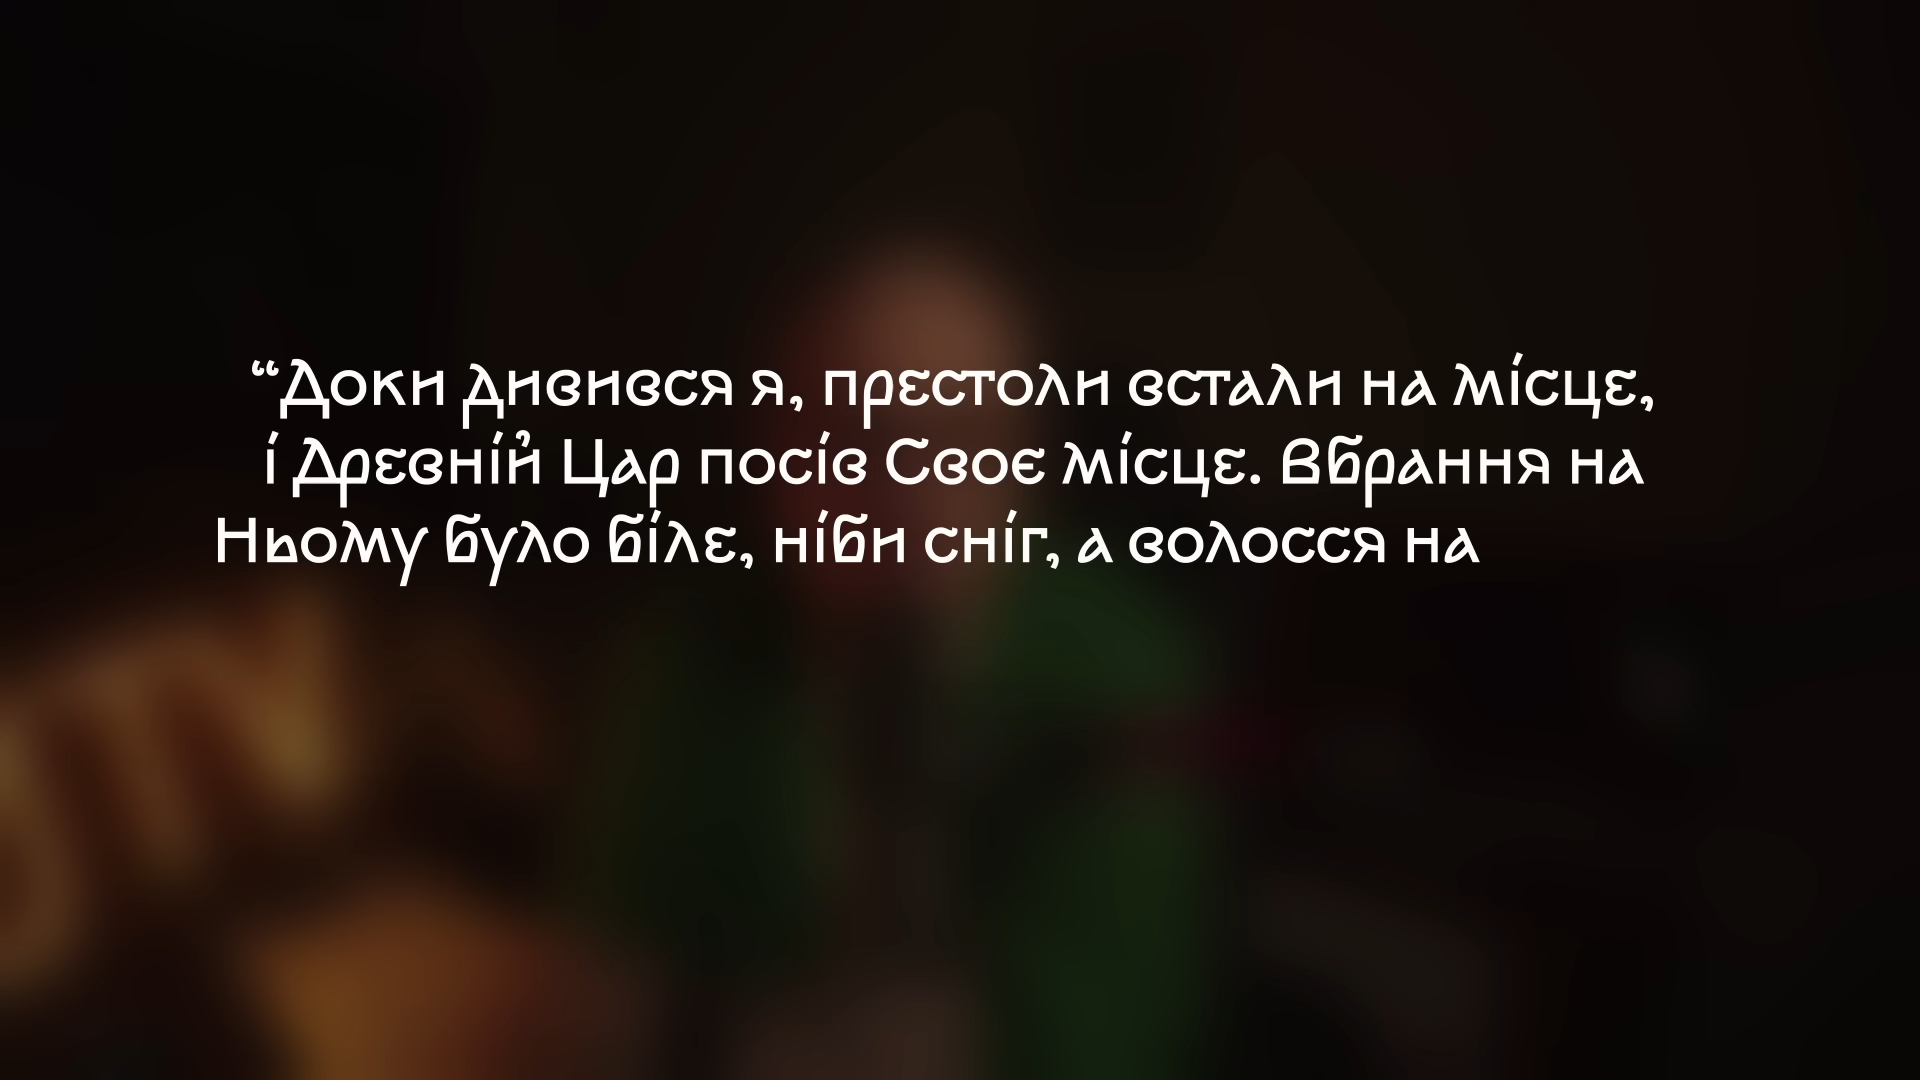 “Доки дивився я, престоли встали на місце,
і Древній Цар посів Своє місце. Вбрання на
Ньому було біле, ніби сніг, а волосся на